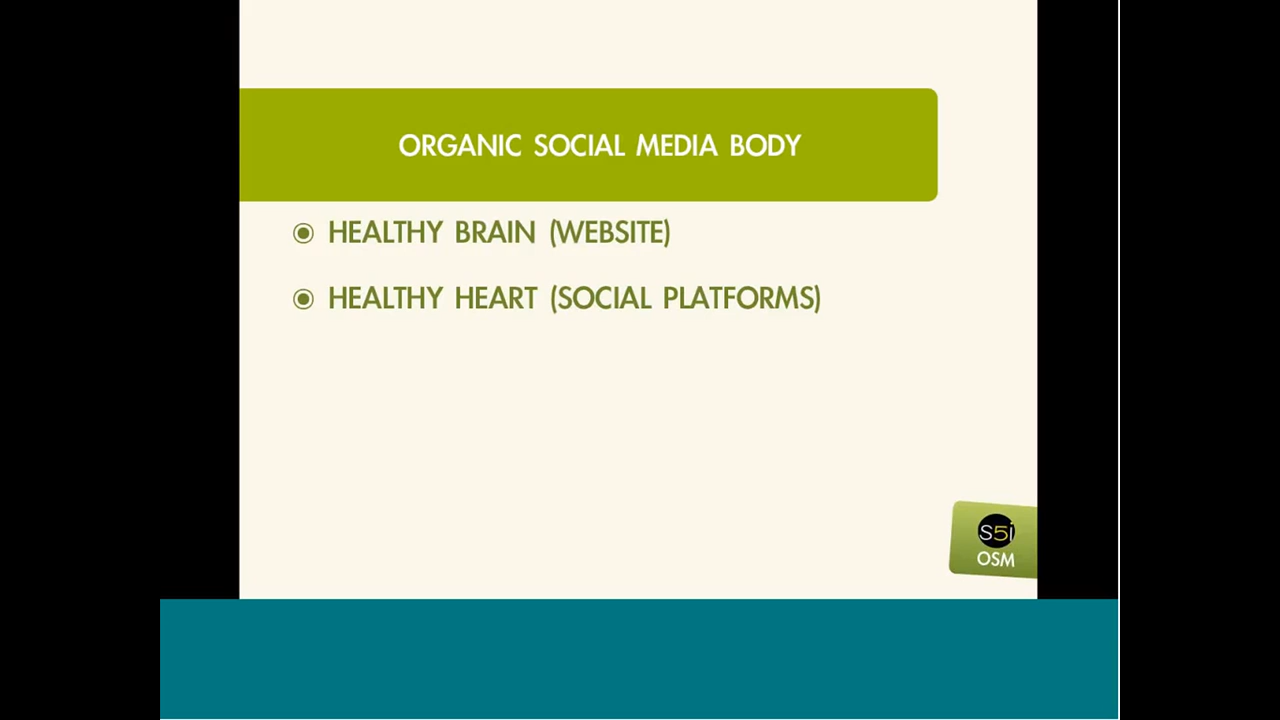 ORGANIC SOCIAL MEDIA BODY
HEALTHY BRAIN (WEBSITE)
HEALTHY HEART (SOCIAL PLATFORMS)
S5i
OSM